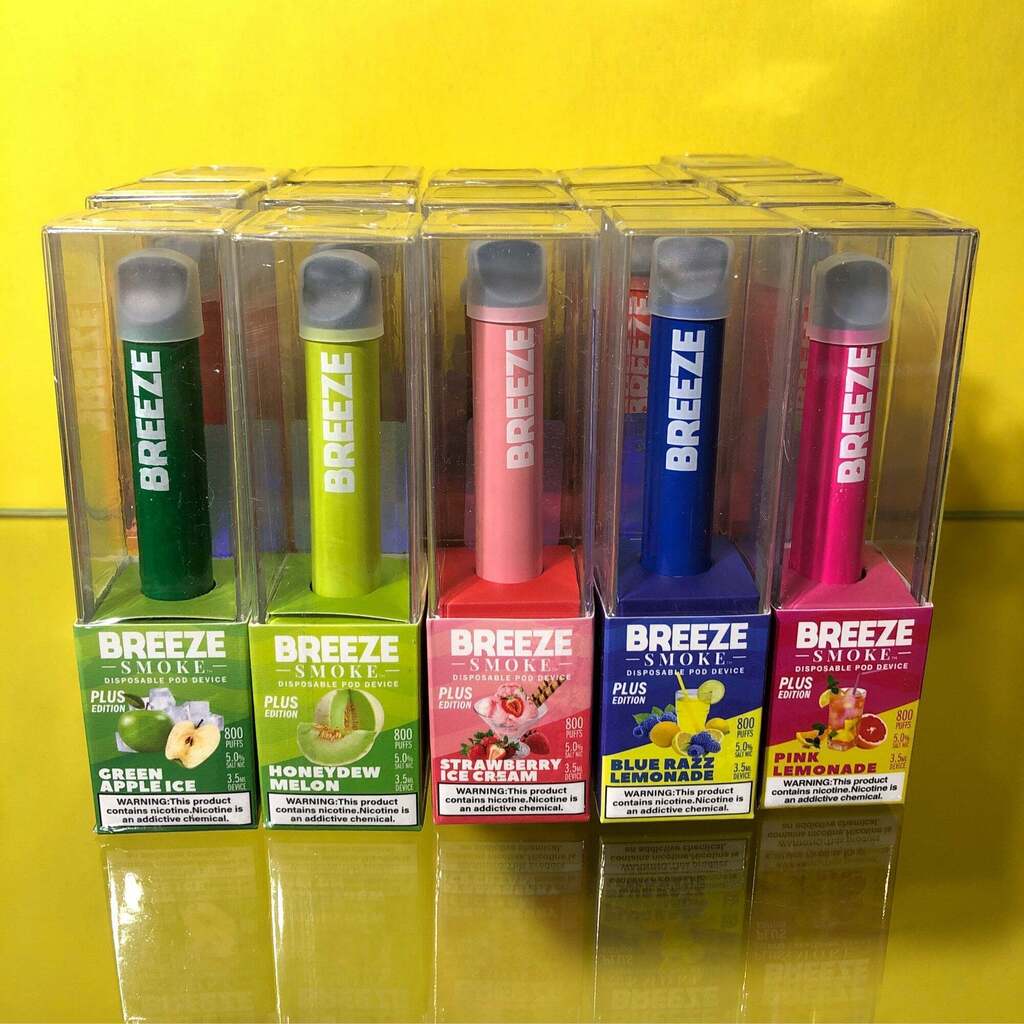 BREEZE
BREEZE
BREEZE
BREEZE
BREEZE
BREEZE
BREEZE
SMOKE™
DISPOSABLE POD DEVICE
PLUS
EDITION
800
PUFFS
5.0%
SALT NIC
3.5ML
DEVICE
GREEN
APPLE ICE
WARNING:This product
contains nicotine.Nicotine is
an addictive chemical.
BREEZE
SMOKE™
DISPOSABLE POD DEVICE
PLUS
EDITION
800
PUFFS
5.0%
SALT NIC
3.5ML
DEVICE
HONEYDEW
MELON
WARNING:This product
contains nicotine.Nicotine is
an addictive chemical.
BREEZE
SMOKE™
DISPOSABLE POD DEVICE
PLUS
EDITION
800
PUFFS
5.0%
SALT NIC
3.5ML
DEVICE
STRAWBERRY
ICE CREAM
WARNING:This product
contains nicotine.Nicotine is
an addictive chemical.
BREEZE
SMOKE™
DISPOSABLE POD DEVICE
PLUS
EDITION
800
PUFFS
5.0%
SALT NIC
3.5ML
DEVICE
BLUE RAZZ
LEMONADE
WARNING:This product
contains nicotine.Nicotine is
an addictive chemical.
BREEZE
SMOKE™
DISPOSABLE POD DEVICE
PLUS
EDITION
800
PUFFS
5.0%
SALT NIC
3.5ML
DEVICE
PINK
LEMONADE
WARNING:This product
contains nicotine.Nicotine is
an addictive chemical.